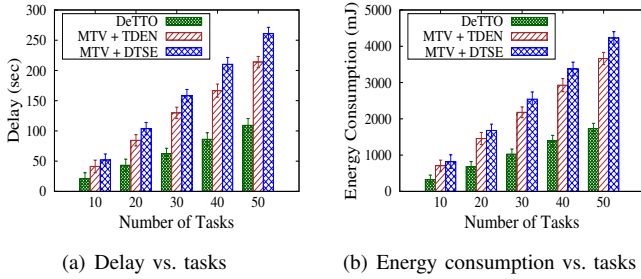 DeTTO
MTV + TDEN
MTV + DTSE
300
250
200
150
100
50
0
Delay (sec)
10 20 30 40 50
Number of Tasks
(a) Delay vs. tasks
DeTTO
MTV + TDEN
MTV + DTSE
5000
4000
3000
2000
1000
0
Energy Consumption (mJ)
10 20 30 40 50
Number of Tasks
(b) Energy consumption vs. tasks